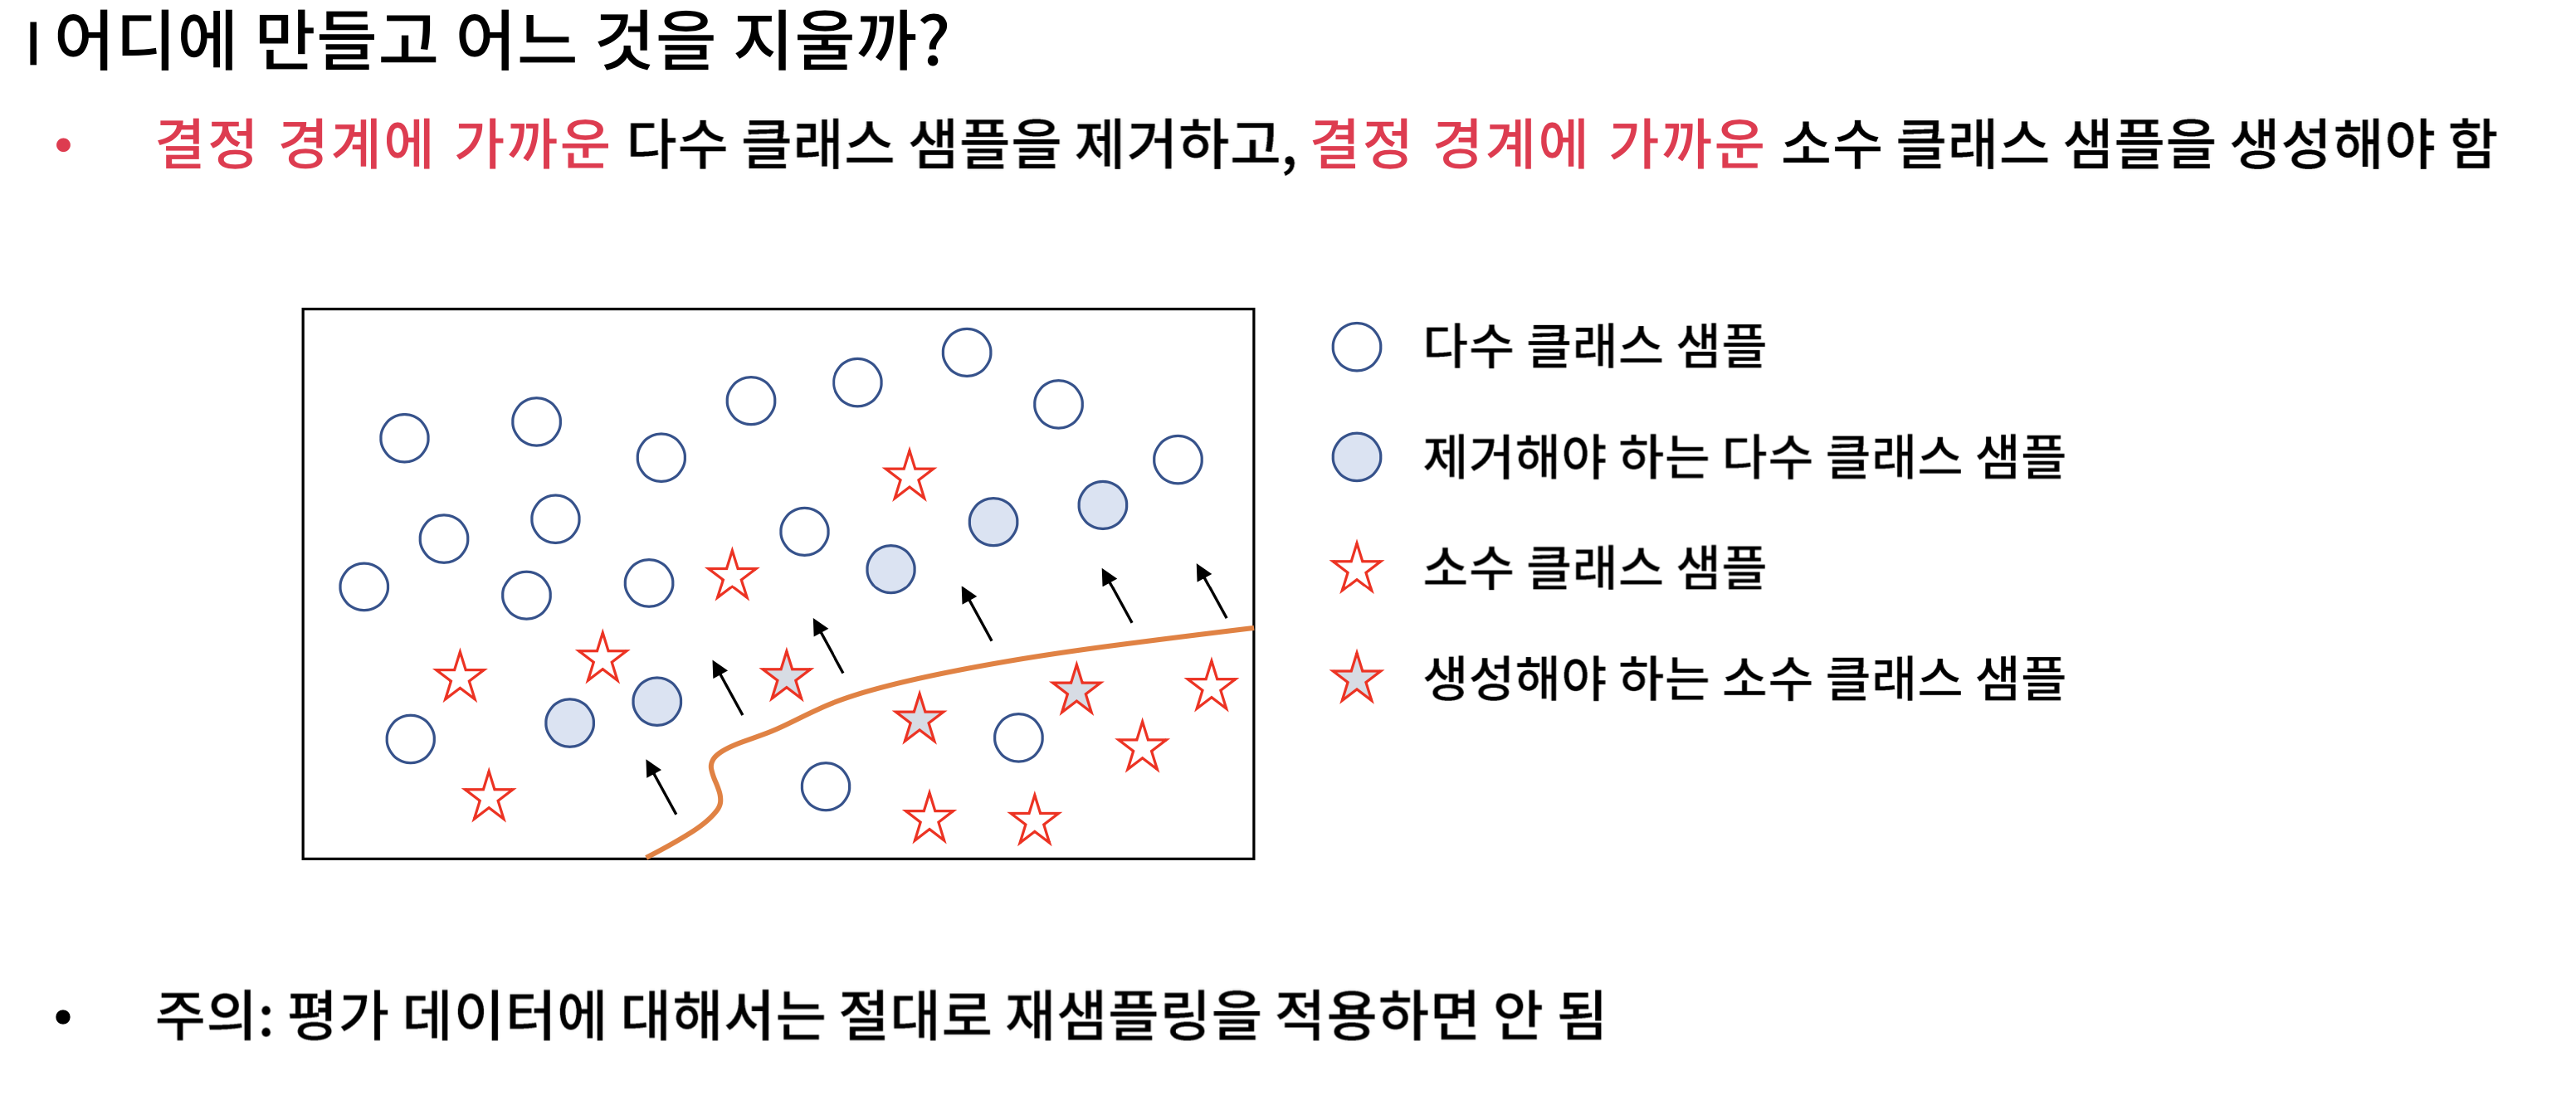 | 어디에 만들고 어느 것을 지울까?
• 결정 경계에 가까운 다수 클래스 샘플을 제거하고, 결정 경계에 가까운 소수 클래스 샘플을 생성해야 함
다수 클래스 샘플
제거해야 하는 다수 클래스 샘플
소수 클래스 샘플
생성해야 하는 소수 클래스 샘플
• 주의: 평가 데이터에 대해서는 절대로 재샘플링을 적용하면 안 됨